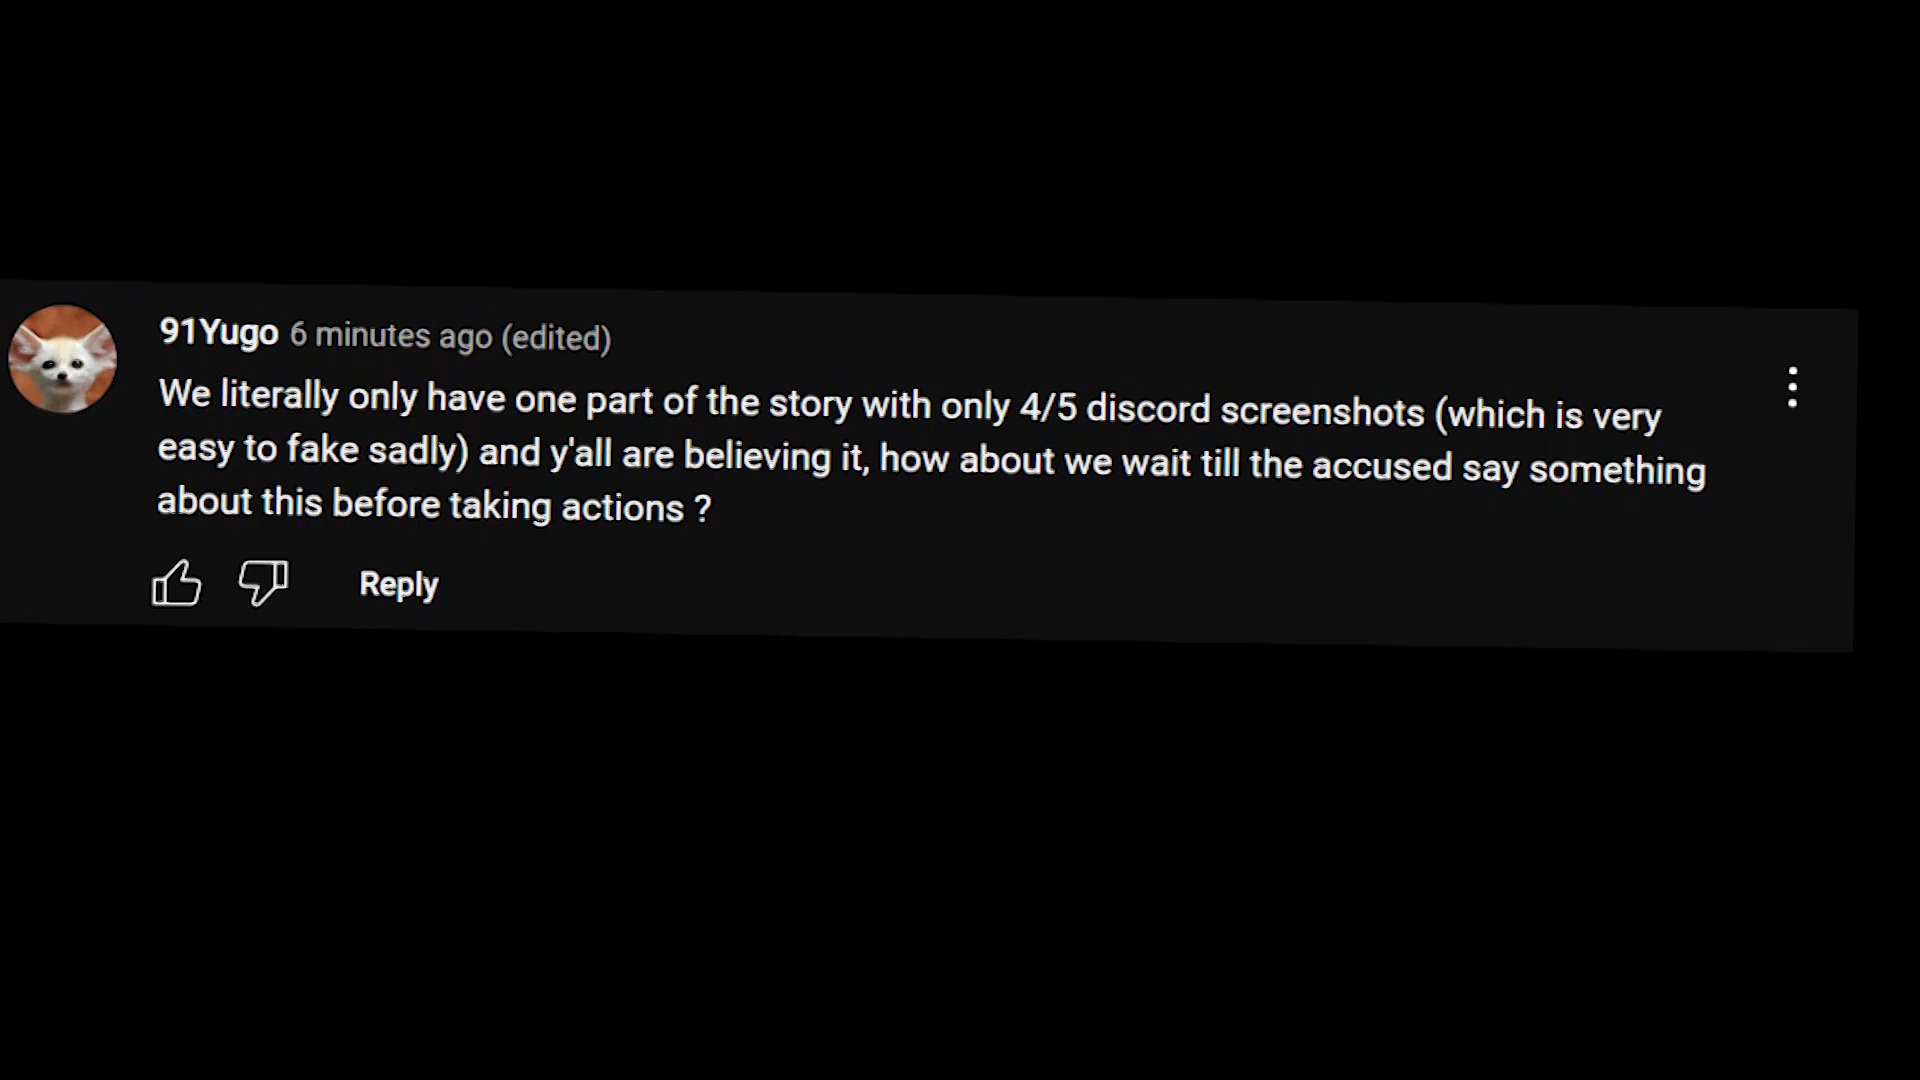 91Yugo 6 minutes ago (edited)
We literally only have one part of the story with only 4/5 discord screenshots (which is very
easy to fake sadly) and y'all are believing it, how about we wait till the accused say something
about this before taking actions ?
Reply